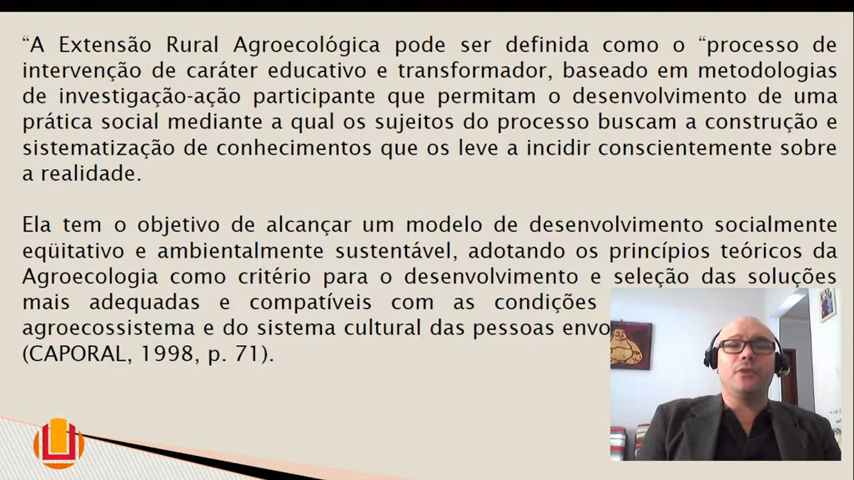 “A Extensão Rural Agroecológica pode ser definida como o “processo de
intervenção de caráter educativo e transformador, baseado em metodologias
de investigação-ação participante que permitam o desenvolvimento de uma
prática social mediante a qual os sujeitos do processo buscam a construção e
sistematização de conhecimentos que os leve a incidir conscientemente sobre
a realidade.
Ela tem o objetivo de alcançar um modelo de desenvolvimento socialmente
eqüitativo e ambientalmente sustentável, adotando os princípios teóricos da
Agroecologia como critério para o desenvolvimento e seleção das soluções
mais adequadas e compatíveis com as condições
agroecossistema e do sistema cultural das pessoas
(CAPORAL, 1998, p. 71).